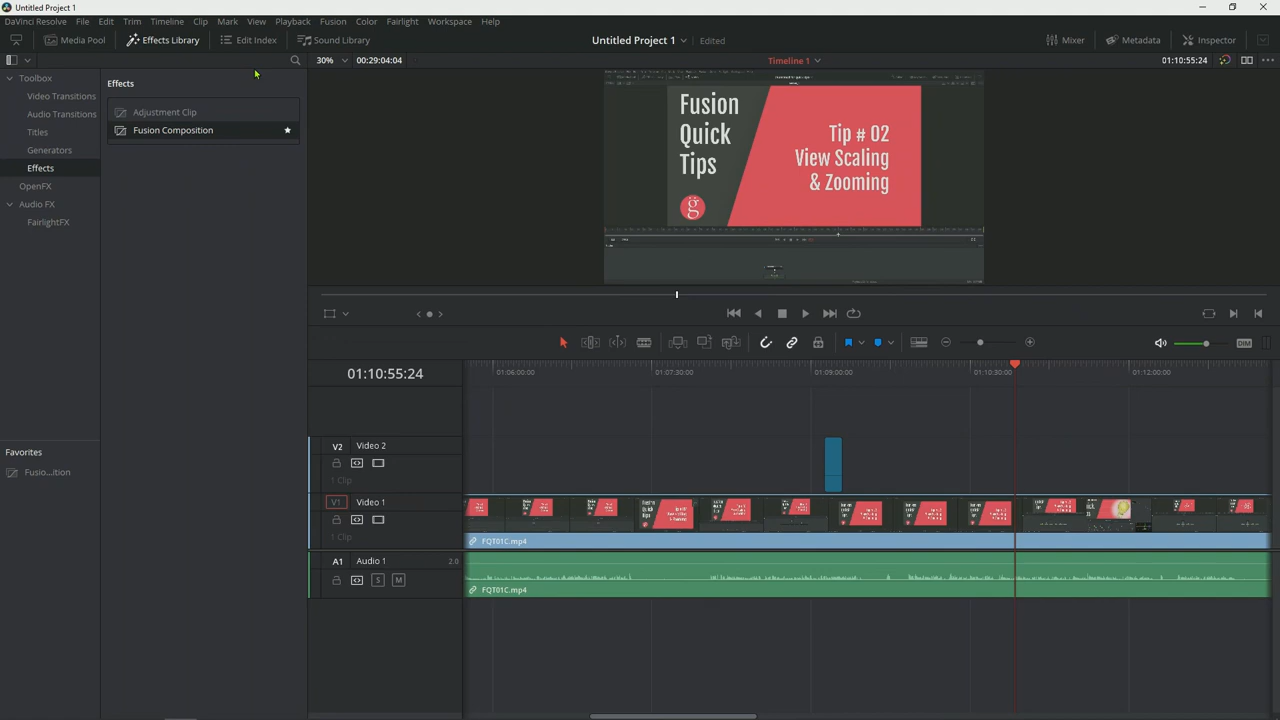 Untitled Project 1
DaVinci Resolve File Edit Trim Timeline Clip Mark View Playback Fusion Color Fairlight Workspace Help
Media Pool Effects Library Edit Index Sound Library Untitled Project 1 Edited Mixer Metadata Inspector
30% 00:29:04:04 Timeline 1 01:10:55:24
Toolbox
Video Transitions
Audio Transitions
Titles
Generators
Effects
OpenFX
Audio FX
FairlightFX
Effects
Adjustment Clip
Fusion Composition
Favorites
Fusio...ition
Fusion
Quick
Tips
g̈
Tip # 02
View Scaling
& Zooming
DIM
01:10:55:24
01:06:00:00 01:07:30:00 01:09:00:00 01:10:30:00 01:12:00:00
V2 Video 2
1 Clip
V1 Video 1
1 Clip
FQT01C.mp4
A1 Audio 1 2.0
S M
FQT01C.mp4